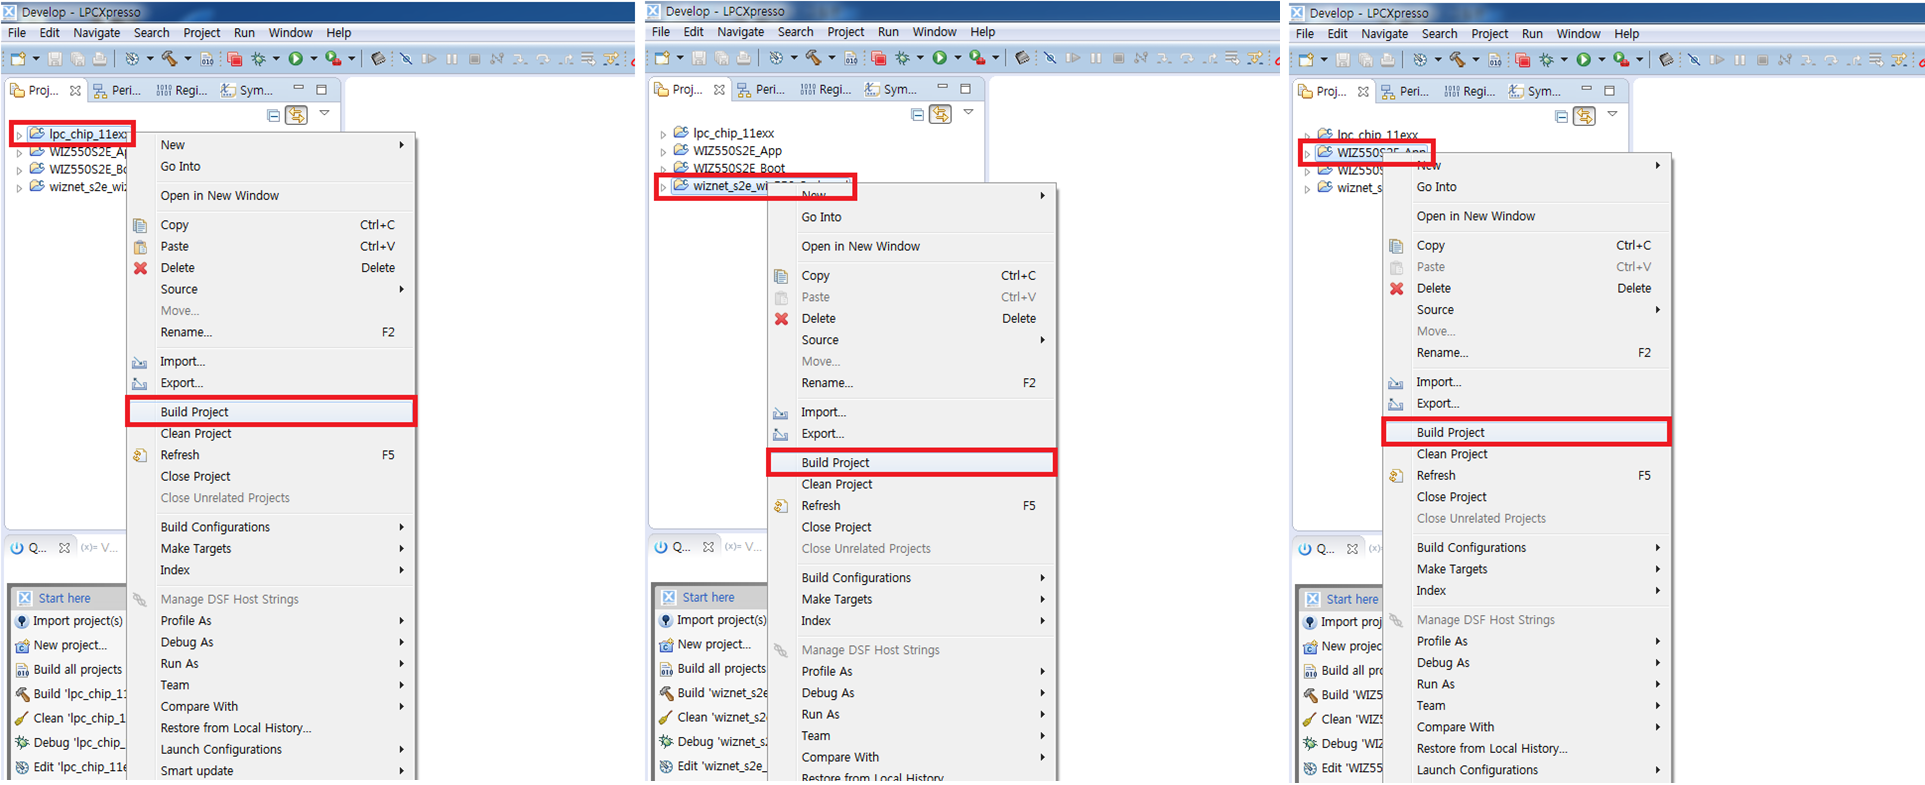 Develop - LPCXpresso
File Edit Navigate Search Project Run Window Help
Proj... Peri... Regi... Sym...
lpc_chip_11exx
WIZ550S2E_Ap
WIZ550S2E_Bo
wiznet_s2e_wiz
New
Go Into
Open in New Window
Copy Ctrl+C
Paste Ctrl+V
Delete Delete
Source
Move...
Rename... F2
Import...
Export...
Build Project
Clean Project
Refresh F5
Close Project
Close Unrelated Projects
Build Configurations
Make Targets
Index
Manage DSF Host Strings
Profile As
Debug As
Run As
Team
Compare With
Restore from Local History...
Launch Configurations
Smart update
Q... (x)= V...
Start here
Import project(s)
New project...
Build all projects
Build 'lpc_chip_11
Clean 'lpc_chip_1
Debug 'lpc_chip_
Edit 'lpc_chip_11e
Develop - LPCXpresso
File Edit Navigate Search Project Run Window Help
Proj... Peri... Regi... Sym...
lpc_chip_11exx
WIZ550S2E_App
WIZ550S2E_Boot
wiznet_s2e_wi
New
Go Into
Open in New Window
Copy Ctrl+C
Paste Ctrl+V
Delete Delete
Source
Move...
Rename... F2
Import...
Export...
Build Project
Clean Project
Refresh F5
Close Project
Close Unrelated Projects
Build Configurations
Make Targets
Index
Manage DSF Host Strings
Profile As
Debug As
Run As
Team
Compare With
Restore from Local History
Q... (x)= V...
Start here
Import project(s)
New project...
Build all projects
Build 'wiznet_s2e
Clean 'wiznet_s2
Debug 'wiznet_s2
Edit 'wiznet_s2e_
Develop - LPCXpresso
File Edit Navigate Search Project Run Window Help
Proj... Peri... Regi... Sym...
lpc_chip_11exx
WIZ550S2E_App
WIZ550S
wiznet_s
New
Go Into
Open in New Window
Copy Ctrl+C
Paste Ctrl+V
Delete Delete
Source
Move...
Rename... F2
Import...
Export...
Build Project
Clean Project
Refresh F5
Close Project
Close Unrelated Projects
Build Configurations
Make Targets
Index
Manage DSF Host Strings
Profile As
Debug As
Run As
Team
Compare With
Restore from Local History...
Launch Configurations
Q... (x)=
Start here
Import proj
New projec
Build all pro
Build 'WIZ5
Clean 'WIZ
Debug 'WIZ
Edit 'WIZ55